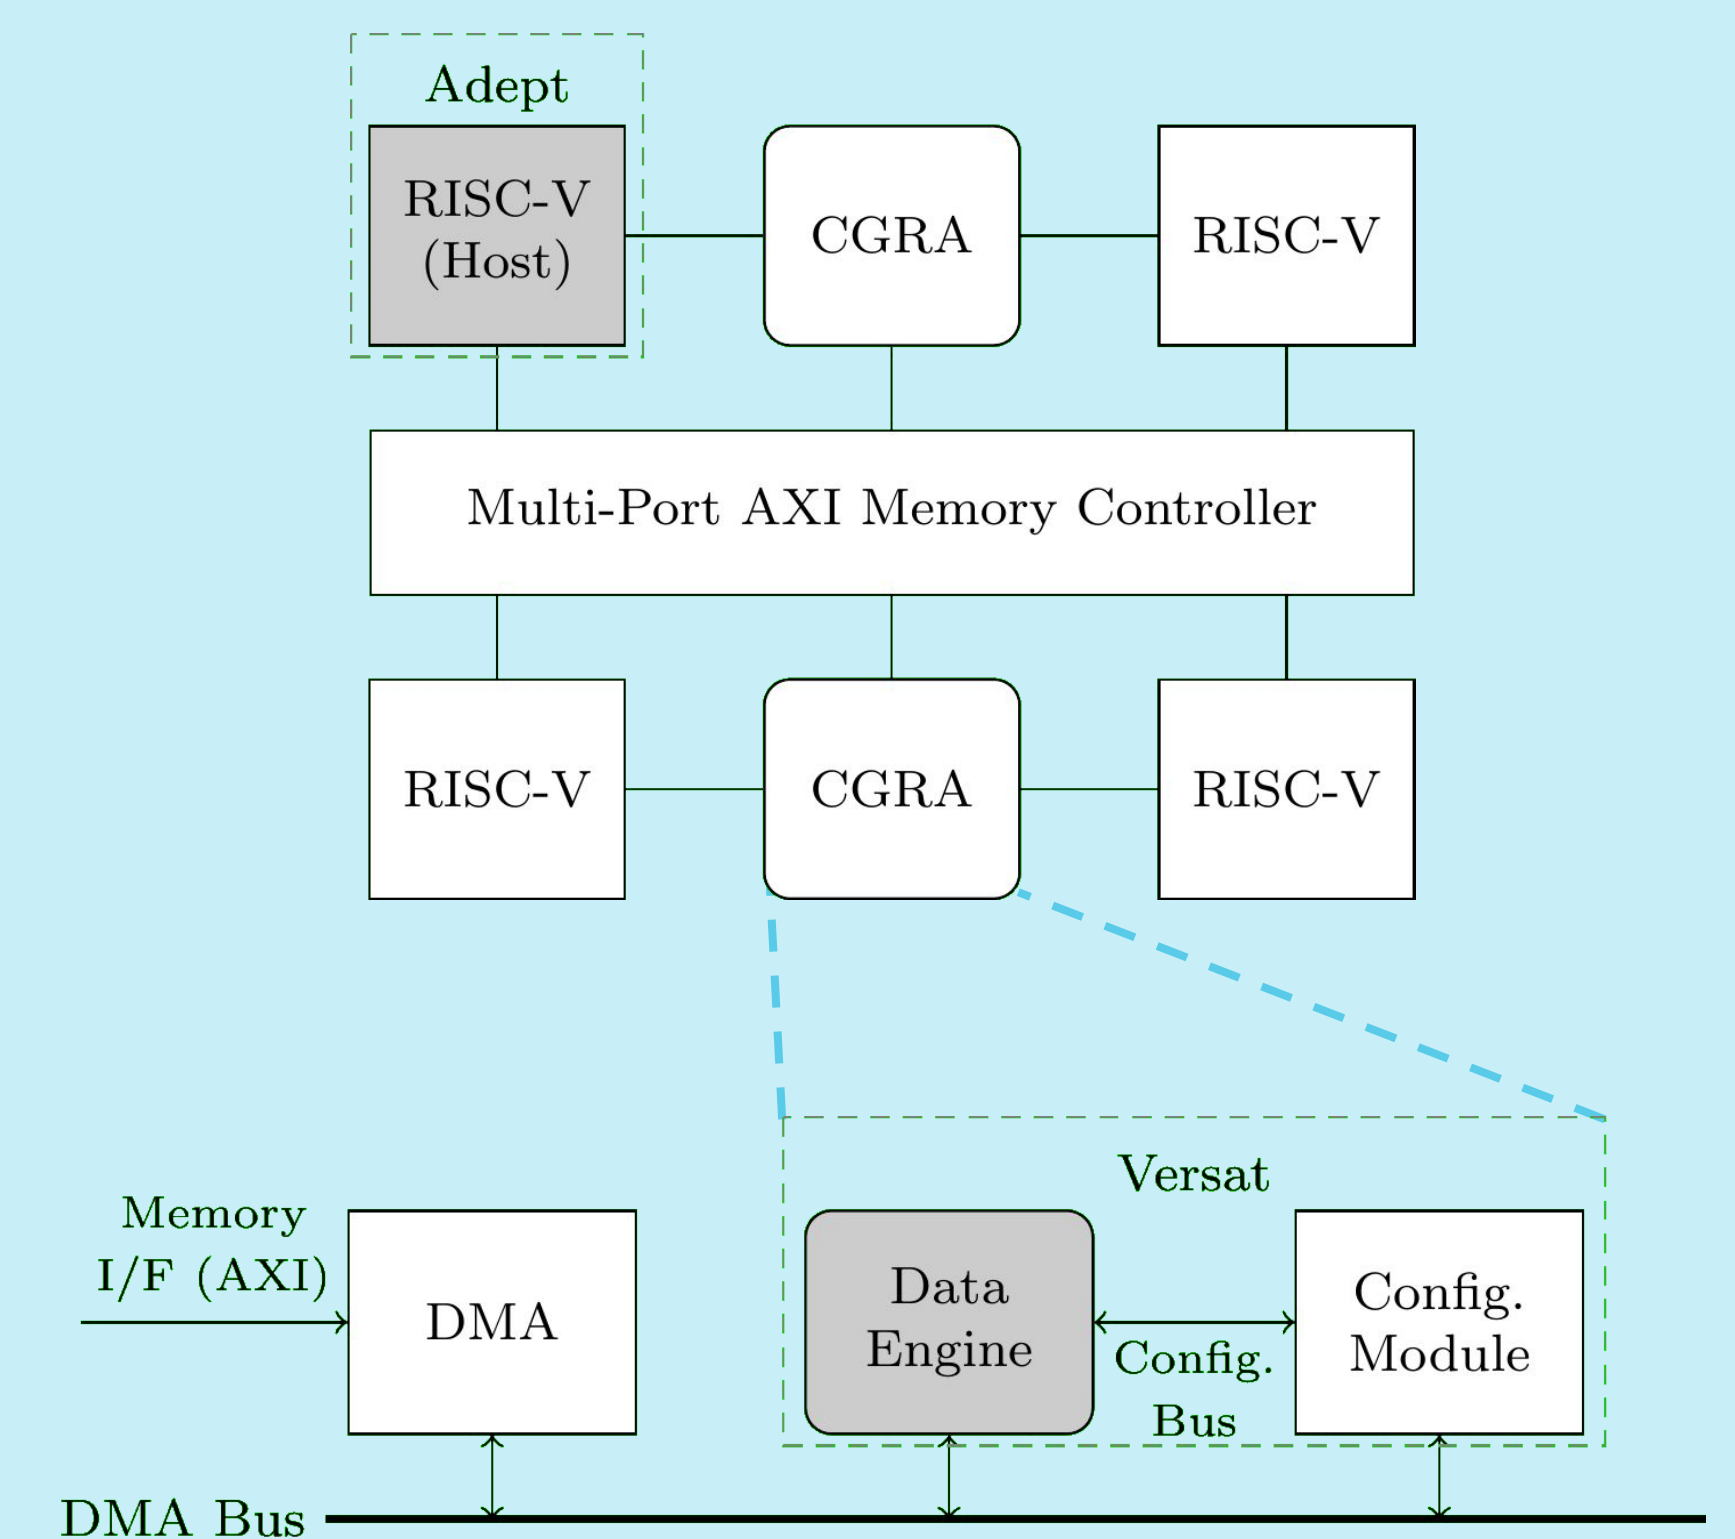 Adept
RISC-V
(Host)
CGRA
RISC-V
Multi-Port AXI Memory Controller
RISC-V
CGRA
RISC-V
Versat
Memory
I/F (AXI)
DMA
Data
Engine
Config.
Bus
Config.
Module
DMA Bus